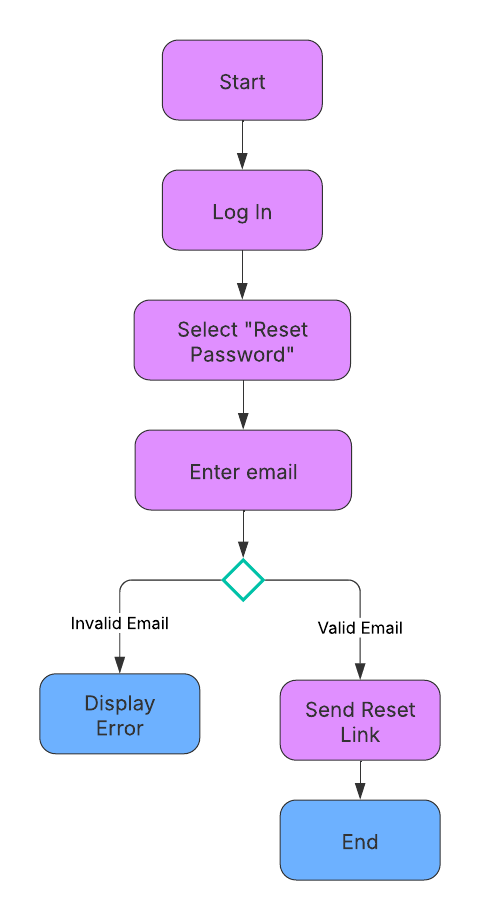 Start
Log In
Select "Reset
Password"
Enter email
Invalid Email
Valid Email
Display
Error
Send Reset
Link
End